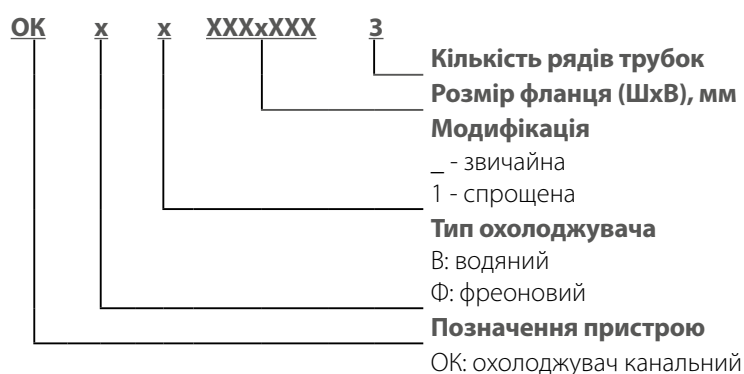 ОК х х ХХХхХХХ 3
Кількість рядів трубок
Розмір фланця (ШхВ), мм
Модифікація
_ - звичайна
1 - спрощена
Тип охолоджувача
В: водяний
Ф: фреоновий
Позначення пристрою
ОК: охолоджувач канальний